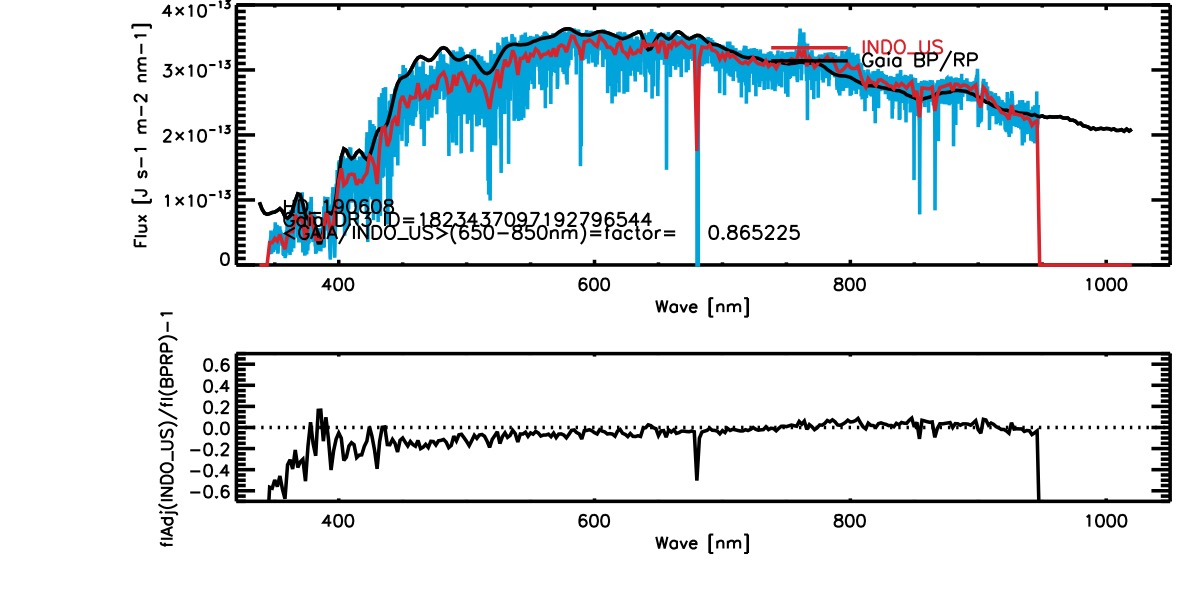 4×10-13
3×10-13
2×10-13
1×10-13
0
Flux [J s-1 m-2 nm-1]
INDO_US
Gaia BP/RP
HD_190608
Gaia DR3 ID=1823437097192796544
<GAIA/INDO_US>(650-850nm)=factor= 0.865225
400 600 800 1000
Wave [nm]
flAdj(INDO_US)/fl(BPRP)-1
0.6
0.4
0.2
0.0
-0.2
-0.4
-0.6
400 600 800 1000
Wave [nm]